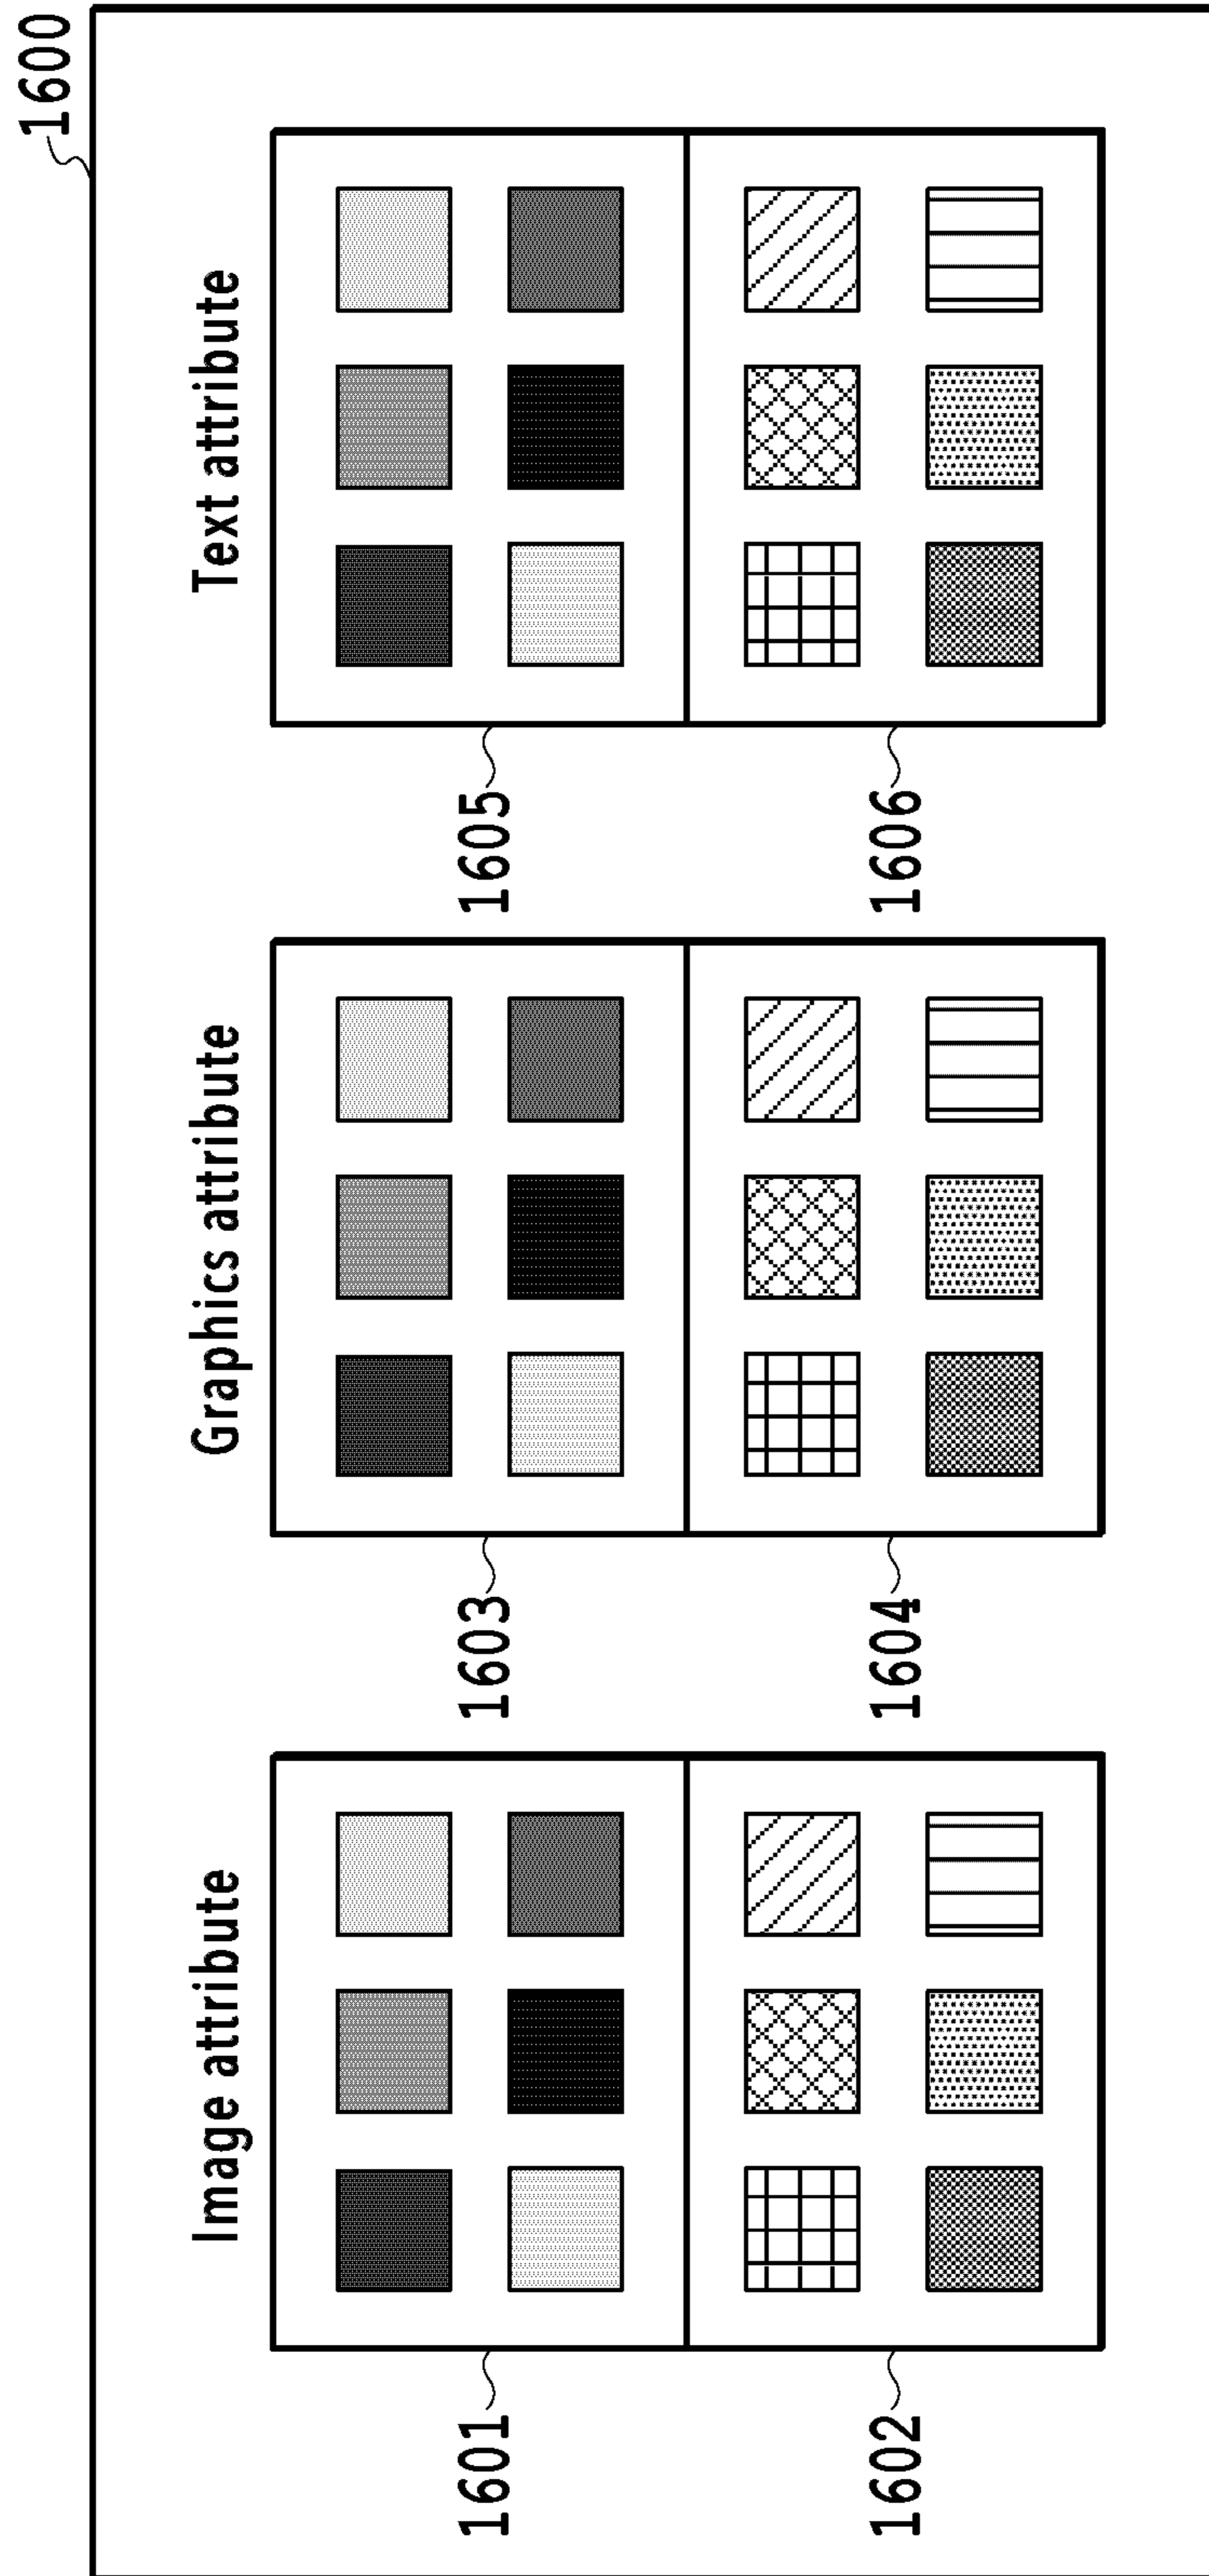 1600
Image attribute
Graphics attribute
Text attribute
1601
1603
1605
1602
1604
1606